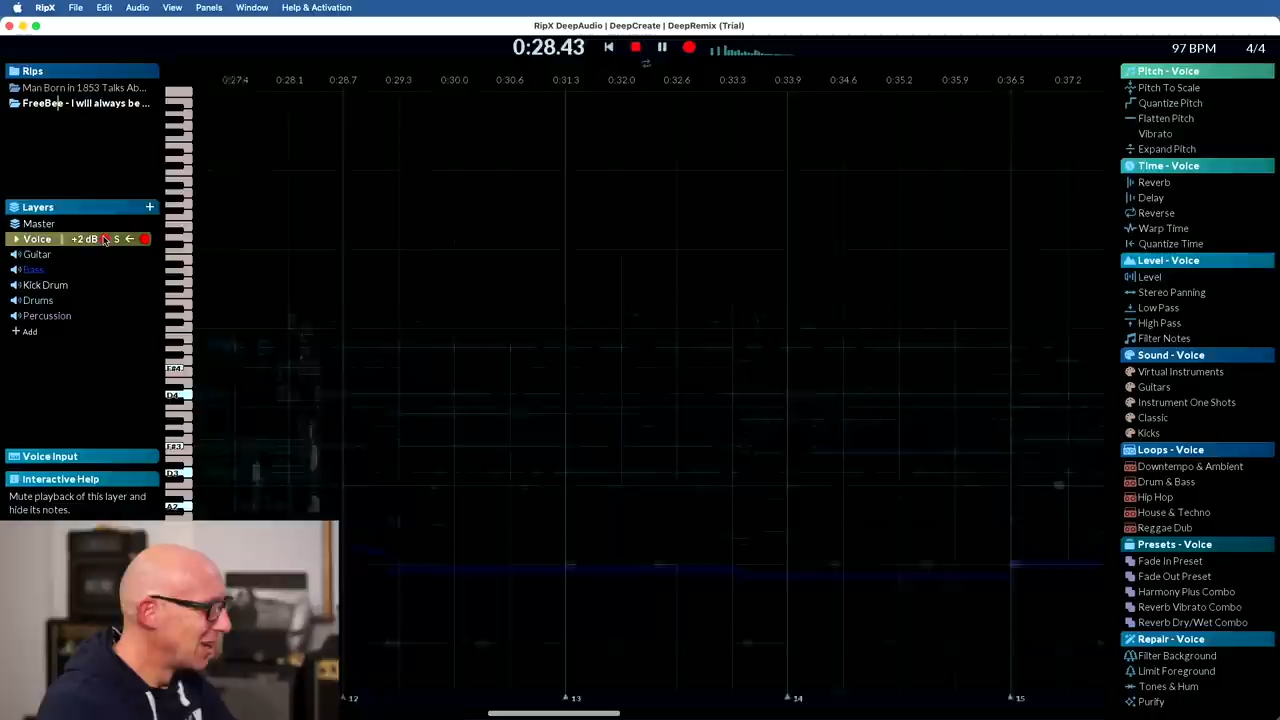 RipX File Edit Audio View Panels Window Help & Activation
RipX DeepAudio | DeepCreate | DeepRemix (Trial)
0:28.43
97 BPM 4/4
Rips
Man Born in 1853 Talks Ab...
FreeBee - I will always be ...
Layers +
Master
Voice +2 dB S
Guitar
Bass
Kick Drum
Drums
Percussion
+ Add
Voice Input
Interactive Help
Mute playback of this layer and
hide its notes.
0:27.4 0:28.1 0:28.7 0:29.3 0:30.0 0:30.6 0:31.3 0:32.0 0:32.6 0:33.3 0:33.9 0:34.6 0:35.2 0:35.9 0:36.5 0:37.2
F#4
D4
F#3
D3
A2
12 13 14 15
Pitch - Voice
Pitch To Scale
Quantize Pitch
Flatten Pitch
Vibrato
Expand Pitch
Time - Voice
Reverb
Delay
Reverse
Warp Time
Quantize Time
Level - Voice
Level
Stereo Panning
Low Pass
High Pass
Filter Notes
Sound - Voice
Virtual Instruments
Guitars
Instrument One Shots
Classic
Kicks
Loops - Voice
Downtempo & Ambient
Drum & Bass
Hip Hop
House & Techno
Reggae Dub
Presets - Voice
Fade In Preset
Fade Out Preset
Harmony Plus Combo
Reverb Vibrato Combo
Reverb Dry/Wet Combo
Repair - Voice
Filter Background
Limit Foreground
Tones & Hum
Purify